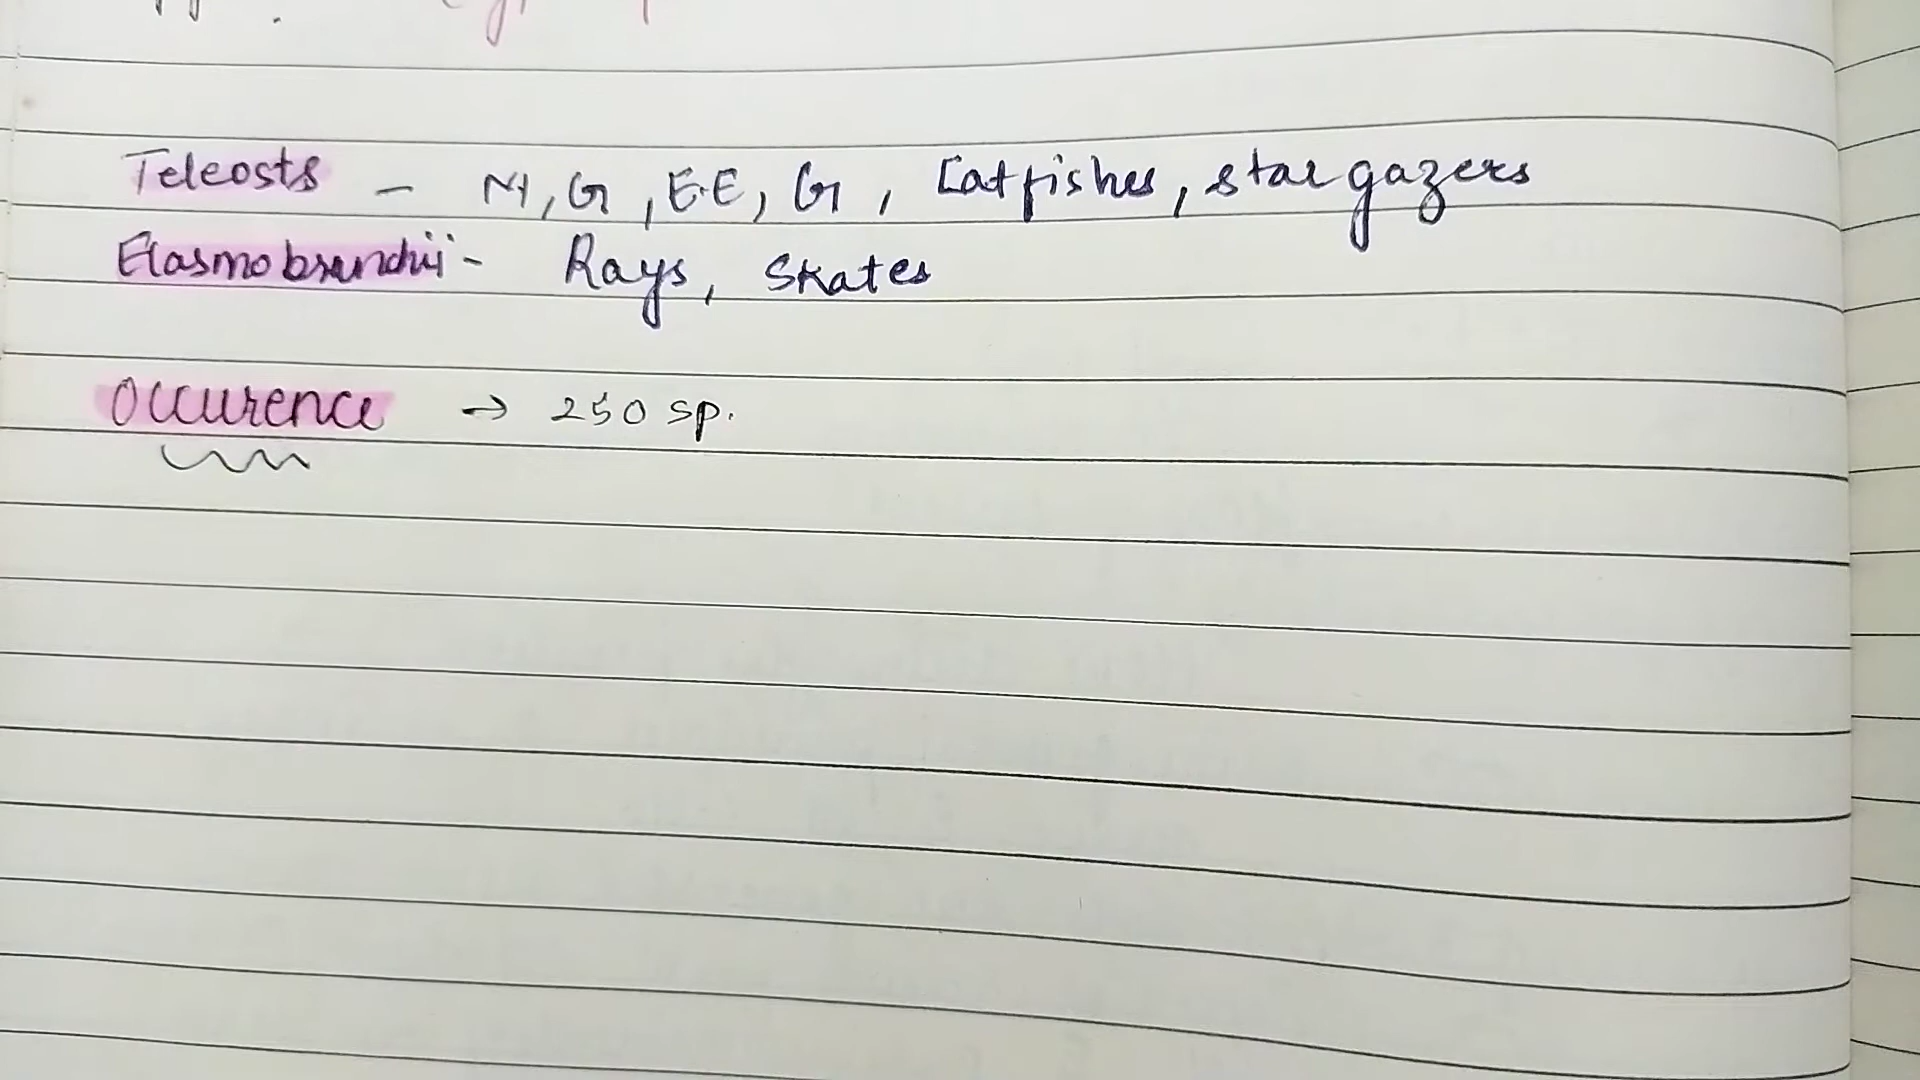 Teleosts - M, G, E.E, G, Catfishes, stargazers
Elasmobranchii - Rays, Skates
Occurence → 250 sp.